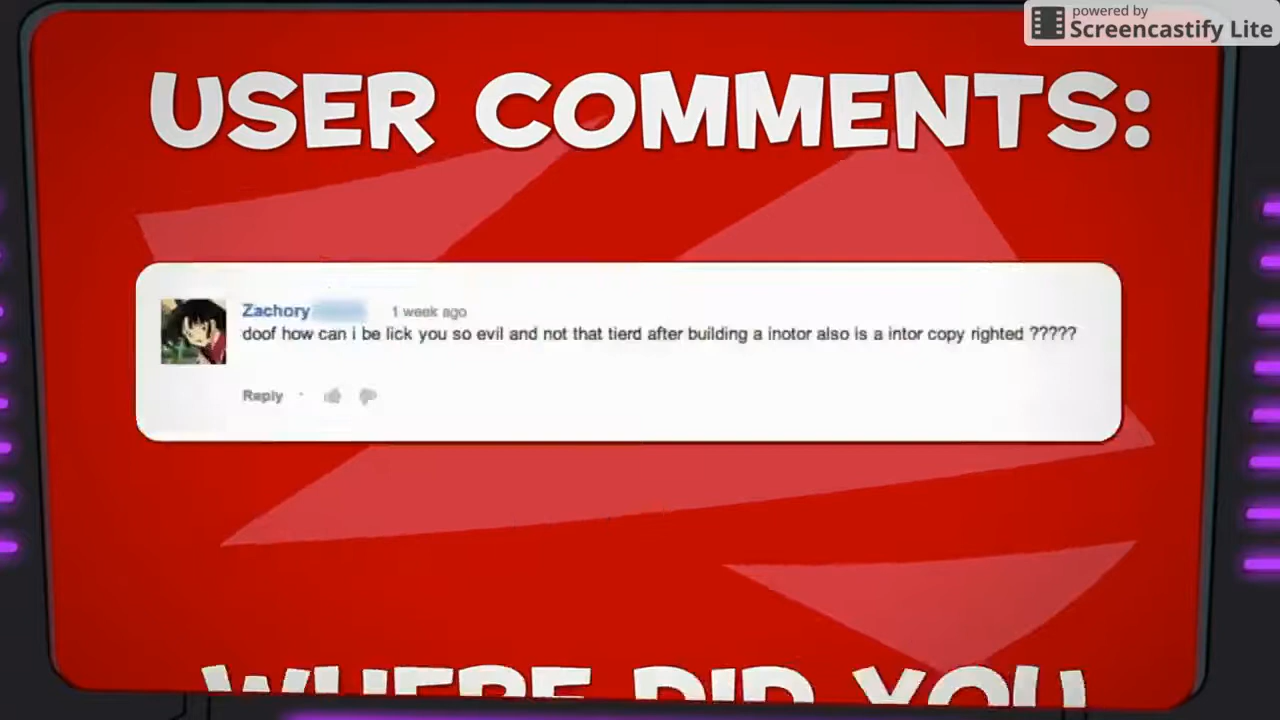 powered by
Screencastify Lite
USER COMMENTS:
Zachory 1 week ago
doof how can i be lick you so evil and not that tierd after building a inotor also is a intor copy righted ?????
Reply
WHERE DID YOU